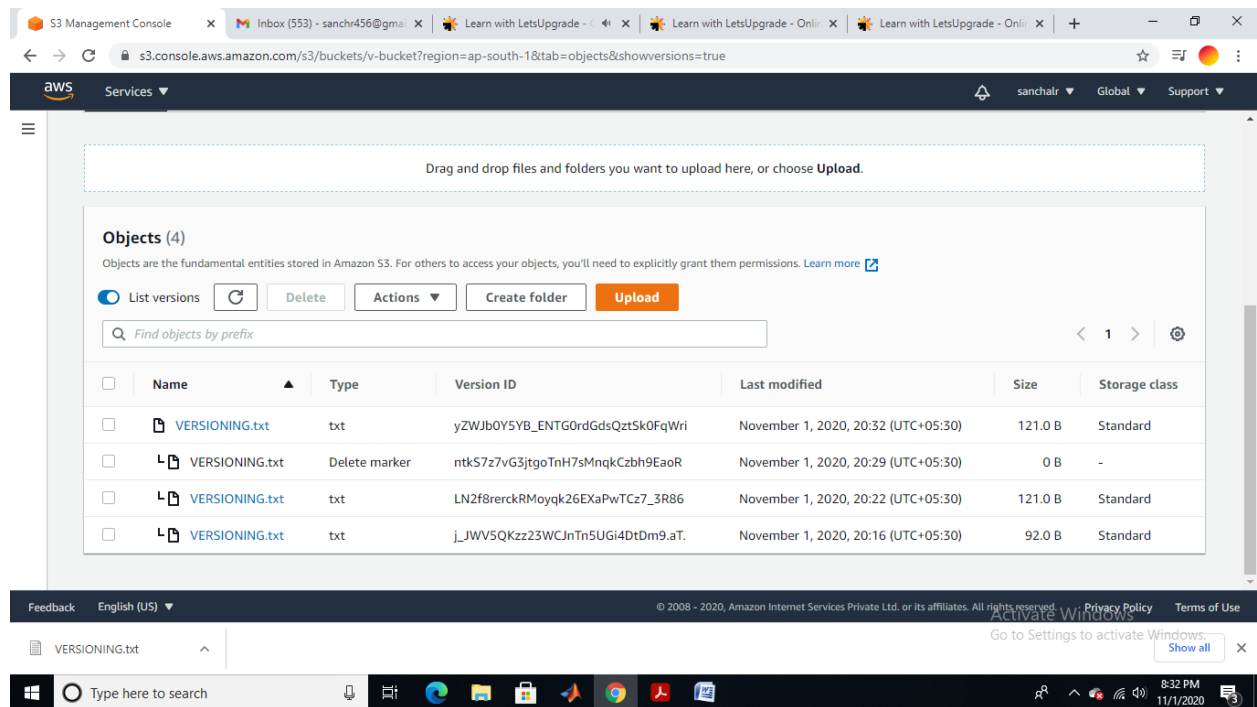 S3 Management Console
Inbox (553) - sanchr456@gma
Learn with LetsUpgrade - C
Learn with LetsUpgrade - Onlin
Learn with LetsUpgrade - Onlin
s3.console.aws.amazon.com/s3/buckets/v-bucket?region=ap-south-1&tab=objects&showversions=true
aws Services ▼ sanchalr ▼ Global ▼ Support ▼
Drag and drop files and folders you want to upload here, or choose Upload.
Objects (4)
Objects are the fundamental entities stored in Amazon S3. For others to access your objects, you'll need to explicitly grant them permissions. Learn more
List versions Delete Actions ▼ Create folder Upload
Find objects by prefix < 1 >
Name ▲ Type Version ID Last modified Size Storage class
VERSIONING.txt txt yZWJb0Y5YB_ENTG0rdGdsQztSk0FqWri November 1, 2020, 20:32 (UTC+05:30) 121.0 B Standard
VERSIONING.txt Delete marker ntkS7z7vG3jtgoTnH7sMnqkCzbh9EaoR November 1, 2020, 20:29 (UTC+05:30) 0 B -
VERSIONING.txt txt LN2f8rerckRMoyqk26EXaPwTCz7_3R86 November 1, 2020, 20:22 (UTC+05:30) 121.0 B Standard
VERSIONING.txt txt j_JWV5QKzz23WCJnTn5UGi4DtDm9.aT. November 1, 2020, 20:16 (UTC+05:30) 92.0 B Standard
Feedback English (US) ▼ © 2008 - 2020, Amazon Internet Services Private Ltd. or its affiliates. All rights reserved. Privacy Policy Terms of Use
Activate Windows
Go to Settings to activate Windows.
VERSIONING.txt Show all
Type here to search
8:32 PM
11/1/2020
3